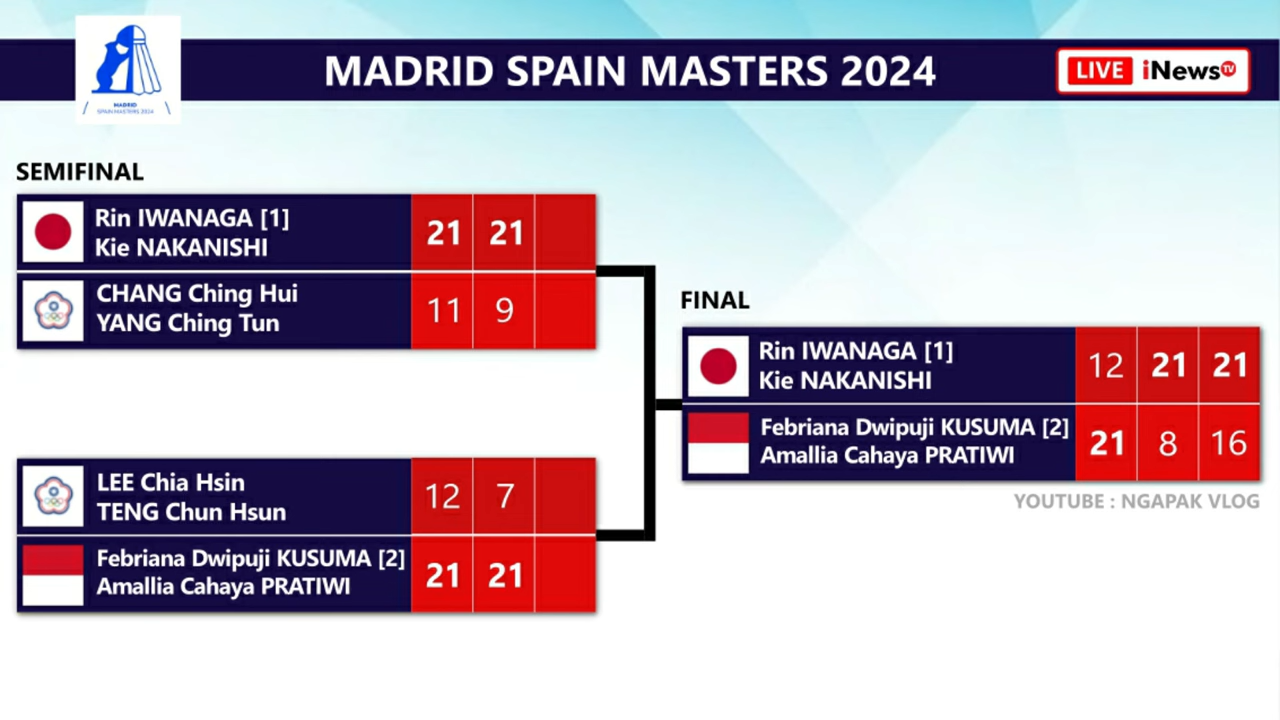 MADRID SPAIN MASTERS 2024
LIVE iNews TV
MADRID
SPAIN MASTERS 2024
SEMIFINAL
Rin IWANAGA [1]
Kie NAKANISHI
21 21
CHANG Ching Hui
YANG Ching Tun
11 9
LEE Chia Hsin
TENG Chun Hsun
12 7
Febriana Dwipuji KUSUMA [2]
Amallia Cahaya PRATIWI
21 21
FINAL
Rin IWANAGA [1]
Kie NAKANISHI
12 21 21
Febriana Dwipuji KUSUMA [2]
Amallia Cahaya PRATIWI
21 8 16
YOUTUBE : NGAPAK VLOG